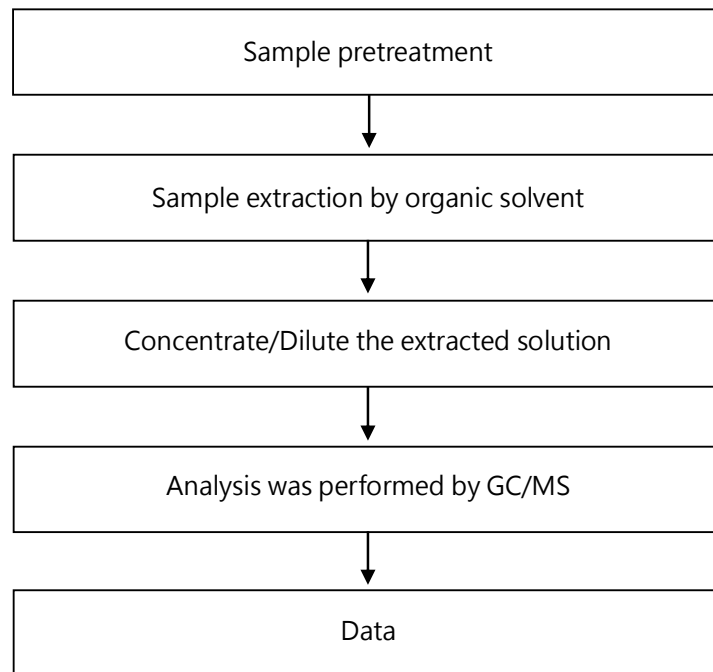 Sample pretreatment
Sample extraction by organic solvent
Concentrate/Dilute the extracted solution
Analysis was performed by GC/MS
Data